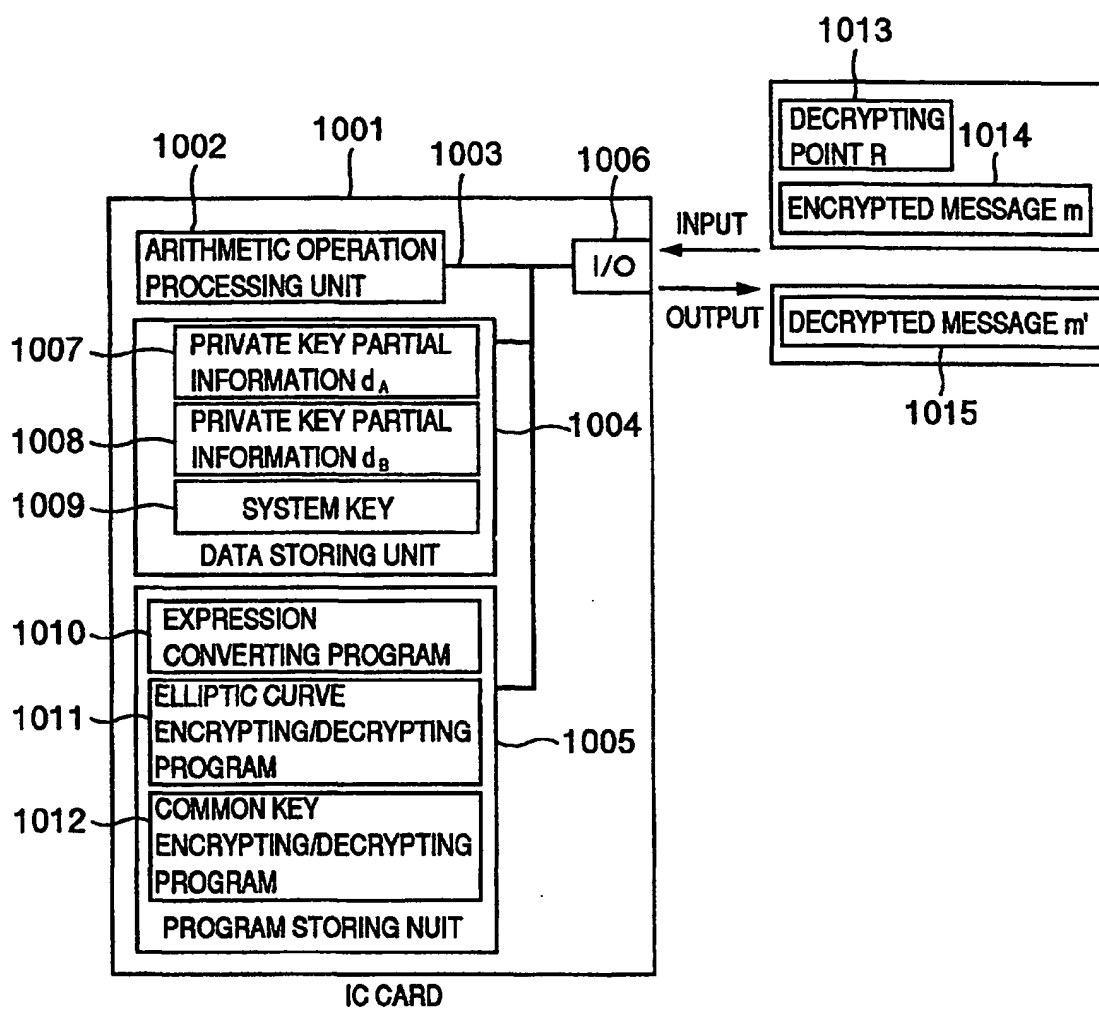 1013
DECRYPTING
POINT R
1014
ENCRYPTED MESSAGE m
1001
1002
1003
1006
INPUT
ARITHMETIC OPERATION
PROCESSING UNIT
I/O
OUTPUT
DECRYPTED MESSAGE m'
1015
1007
PRIVATE KEY PARTIAL
INFORMATION dA
1004
1008
PRIVATE KEY PARTIAL
INFORMATION dB
1009
SYSTEM KEY
DATA STORING UNIT
1010
EXPRESSION
CONVERTING PROGRAM
1011
ELLIPTIC CURVE
ENCRYPTING/DECRYPTING
PROGRAM
1005
1012
COMMON KEY
ENCRYPTING/DECRYPTING
PROGRAM
PROGRAM STORING NUIT
IC CARD